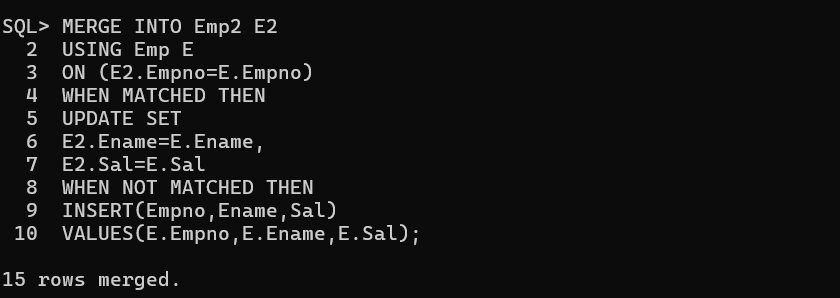 SQL> MERGE INTO Emp2 E2
  2  USING Emp E
  3  ON (E2.Empno=E.Empno)
  4  WHEN MATCHED THEN
  5  UPDATE SET
  6  E2.Ename=E.Ename,
  7  E2.Sal=E.Sal
  8  WHEN NOT MATCHED THEN
  9  INSERT(Empno,Ename,Sal)
 10  VALUES(E.Empno,E.Ename,E.Sal);
15 rows merged.